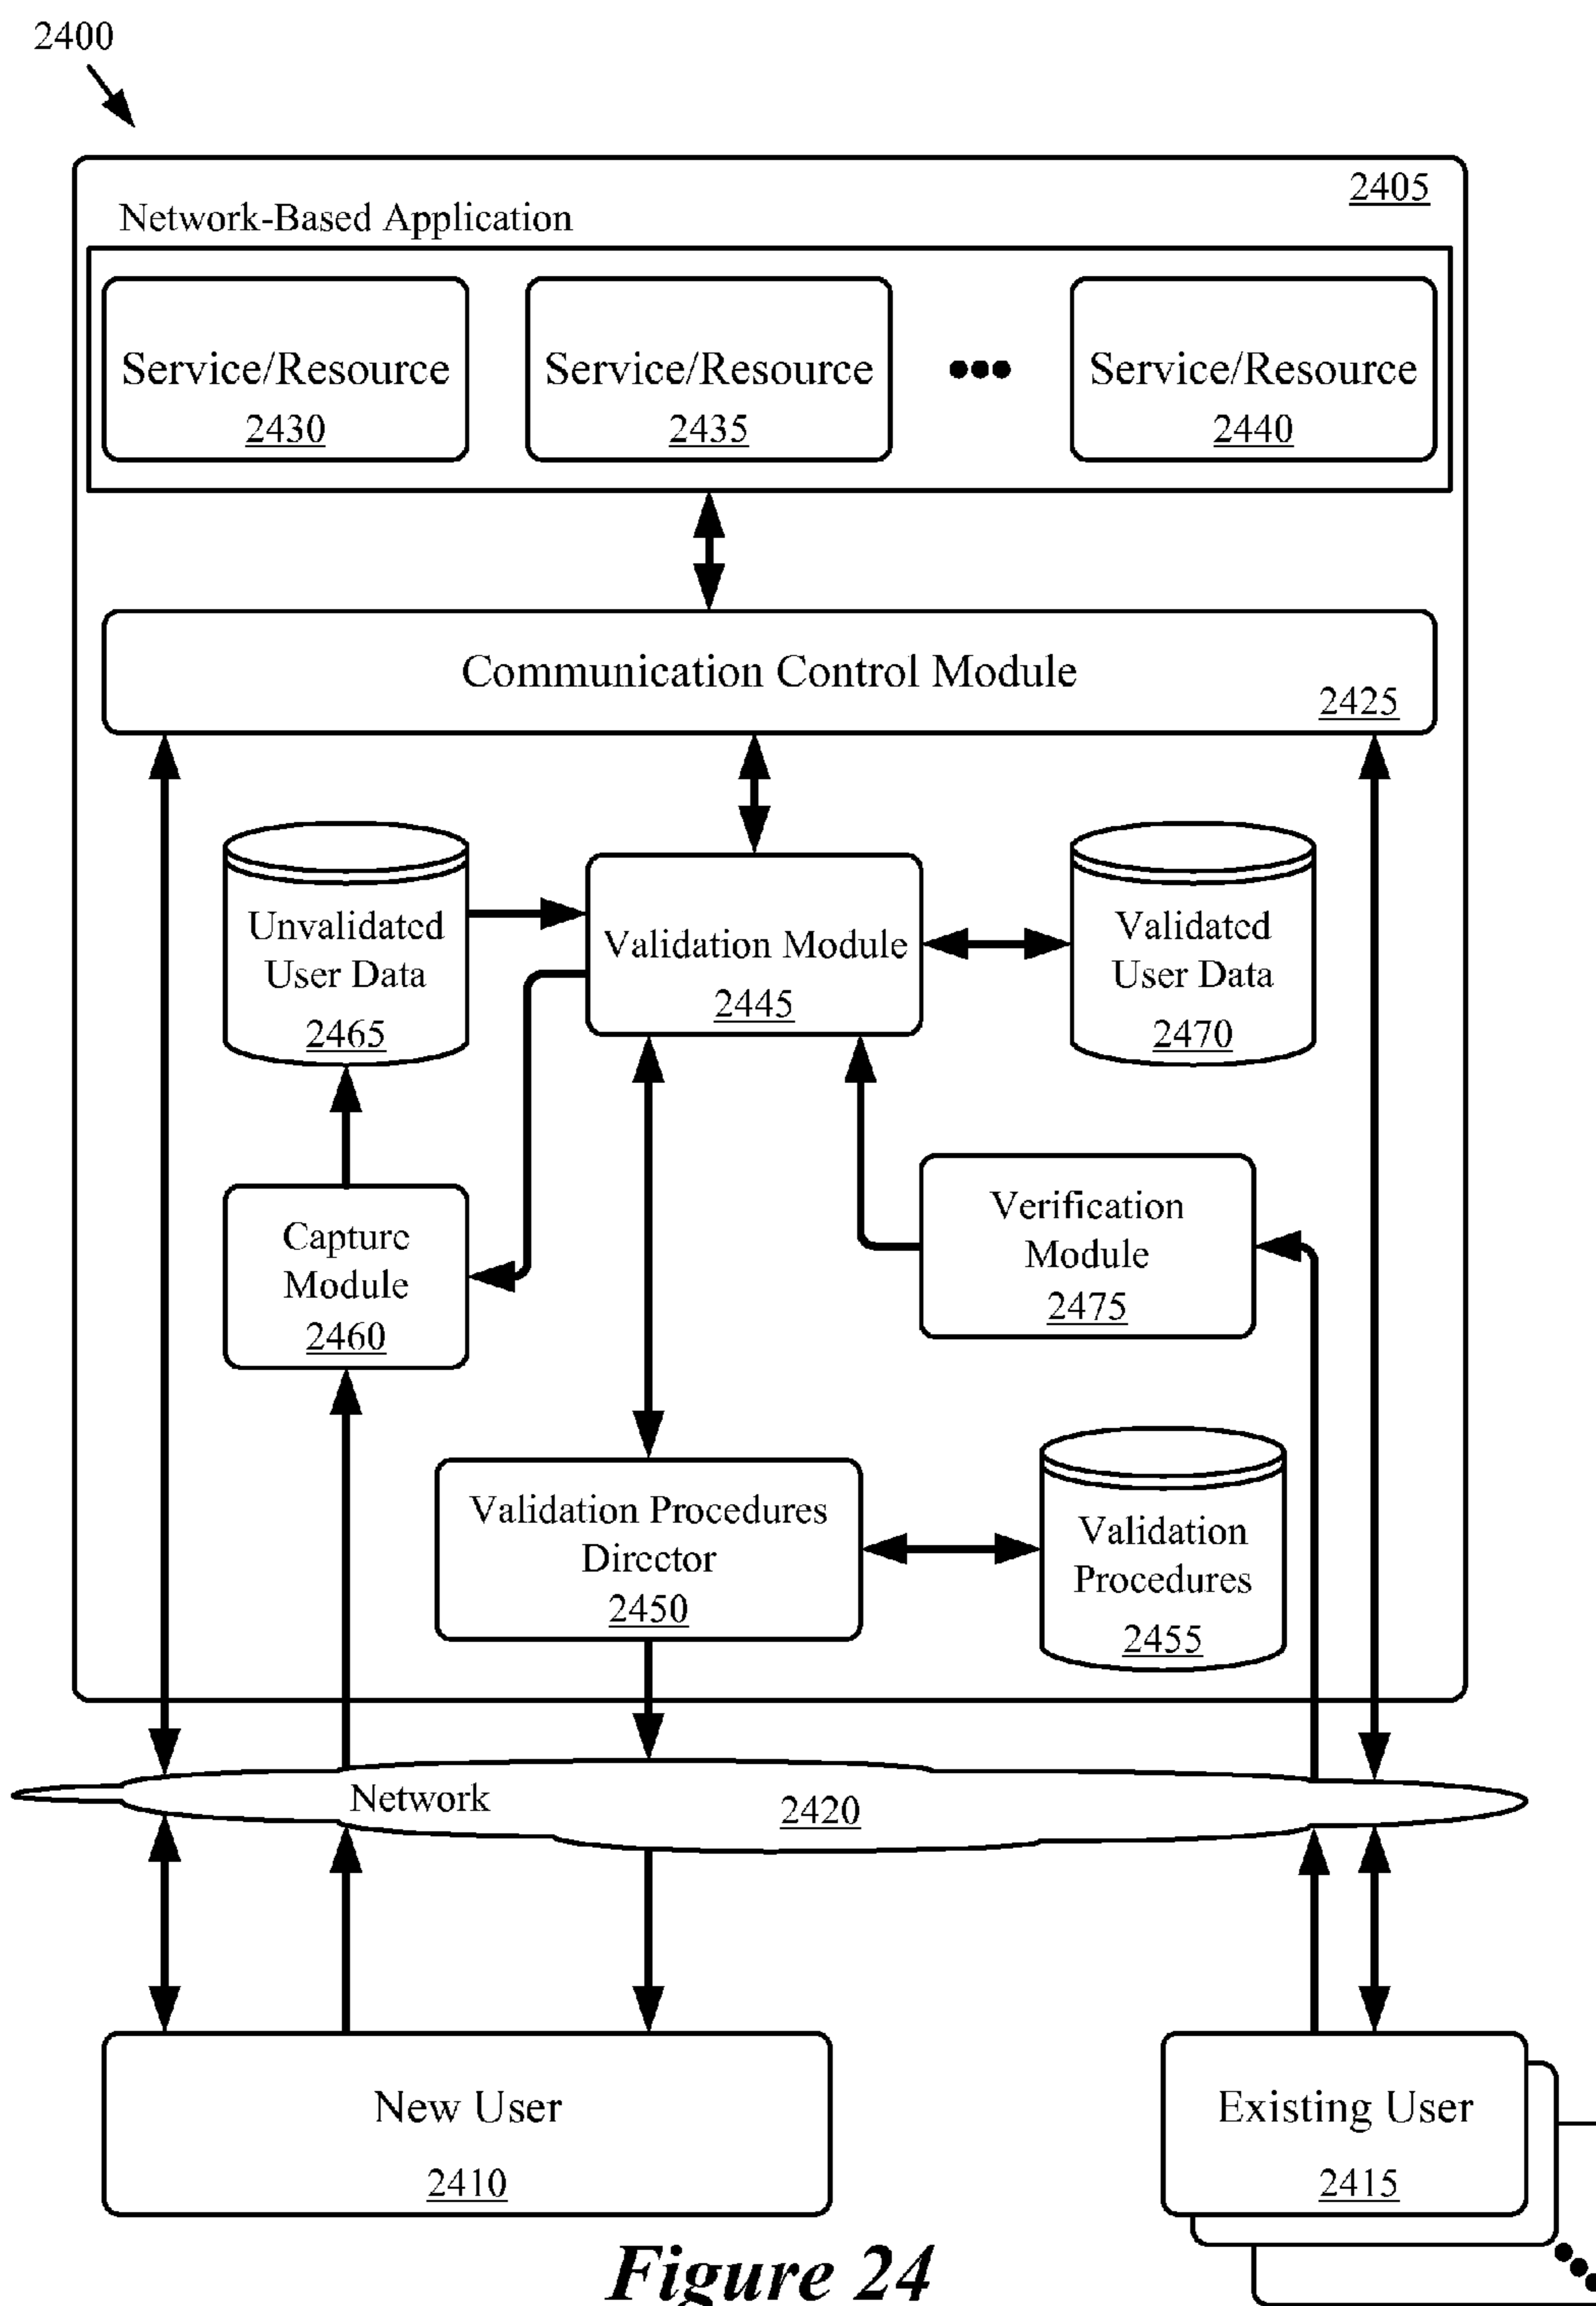 2400
2405
Network-Based Application
Service/Resource
2430
Service/Resource
2435
•••
Service/Resource
2440
Communication Control Module
2425
Unvalidated
User Data
2465
Validation Module
2445
Validated
User Data
2470
Capture
Module
2460
Verification
Module
2475
Validation Procedures
Director
2450
Validation
Procedures
2455
Network
2420
New User
2410
Existing User
2415
Figure 24